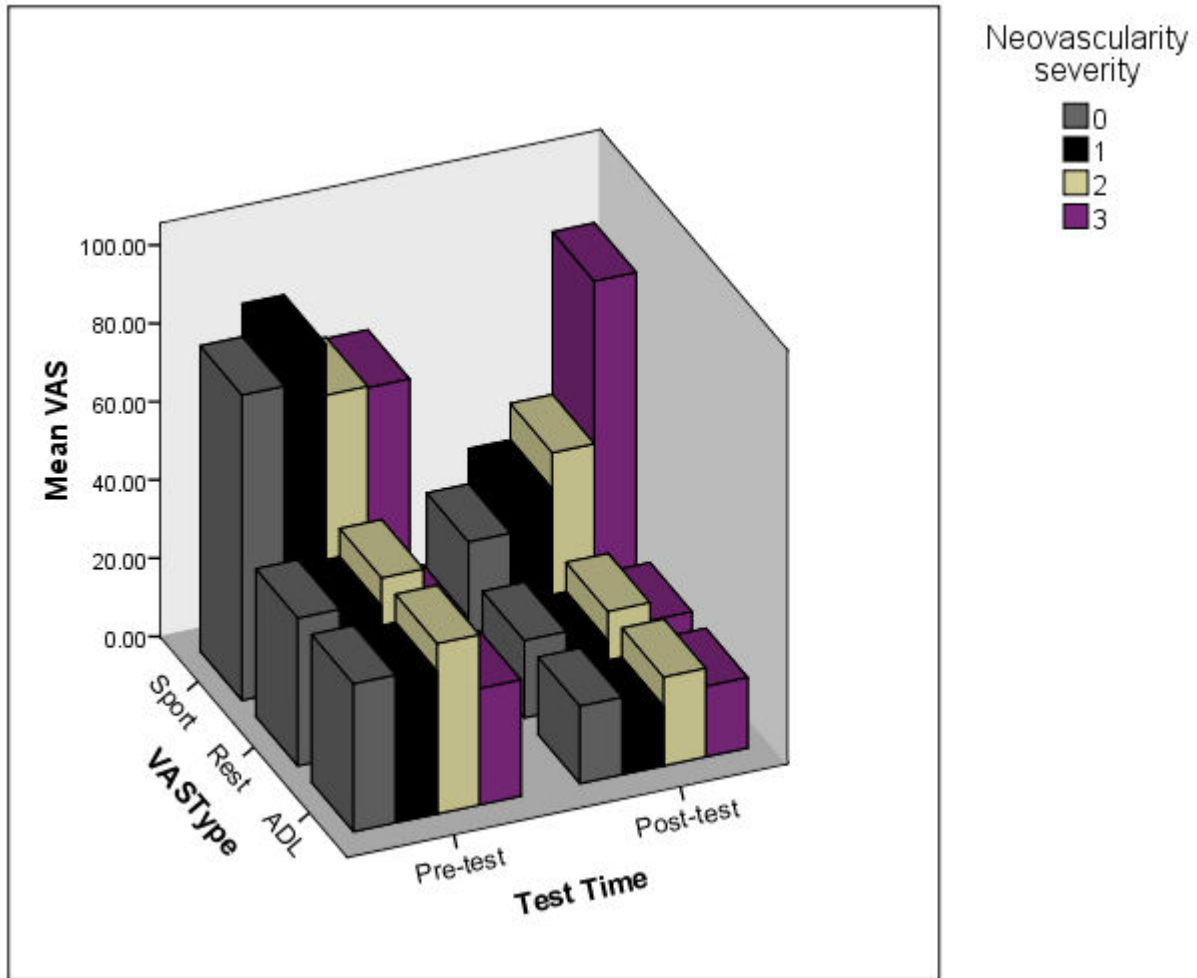 Neovascularity
severity
0
1
2
3
100.00
80.00
60.00
40.00
20.00
0.00
Mean VAS
Sport
Rest
ADL
VASType
Pre-test
Post-test
Test Time